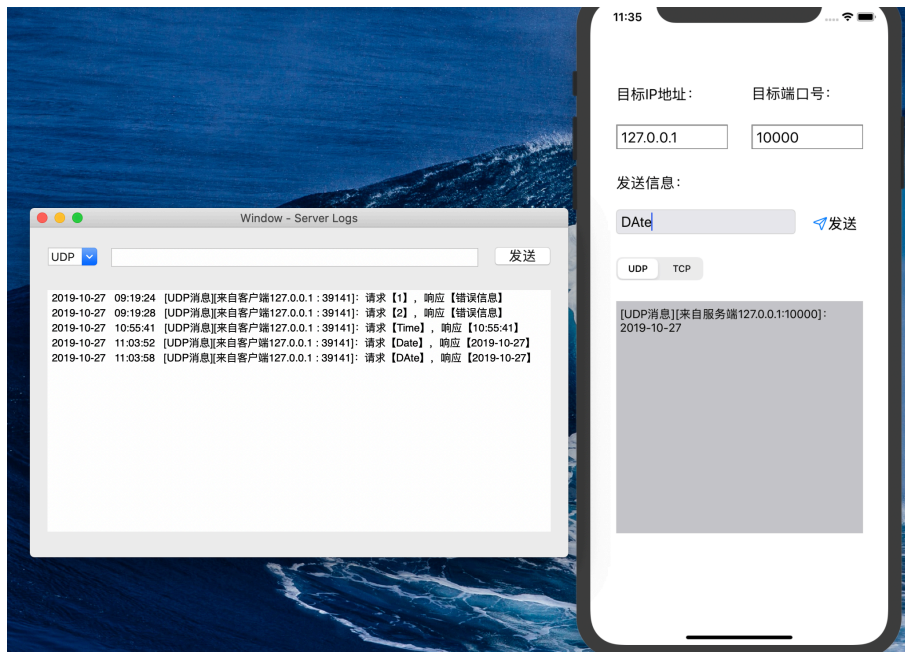 Window - Server Logs
UDP
发送
2019-10-27 09:19:24 [UDP消息][来自客户端127.0.0.1 : 39141]：请求【1】，响应【错误信息】
2019-10-27 09:19:28 [UDP消息][来自客户端127.0.0.1 : 39141]：请求【2】，响应【错误信息】
2019-10-27 10:55:41 [UDP消息][来自客户端127.0.0.1 : 39141]：请求【Time】，响应【10:55:41】
2019-10-27 11:03:52 [UDP消息][来自客户端127.0.0.1 : 39141]：请求【Date】，响应【2019-10-27】
2019-10-27 11:03:58 [UDP消息][来自客户端127.0.0.1 : 39141]：请求【DAte】，响应【2019-10-27】
11:35
目标IP地址： 目标端口号：
127.0.0.1 10000
发送信息：
DAte 发送
UDP TCP
[UDP消息][来自服务端127.0.0.1:10000]：
2019-10-27